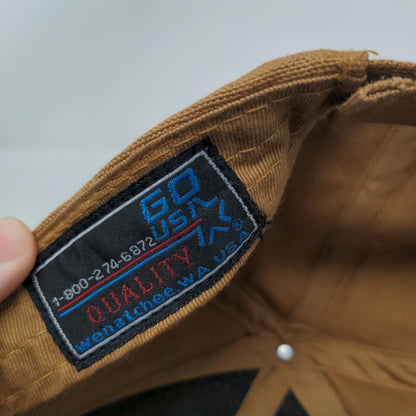 GO
USA
1-800-274-6872
QUALITY ®
Wenatchee, WA USA